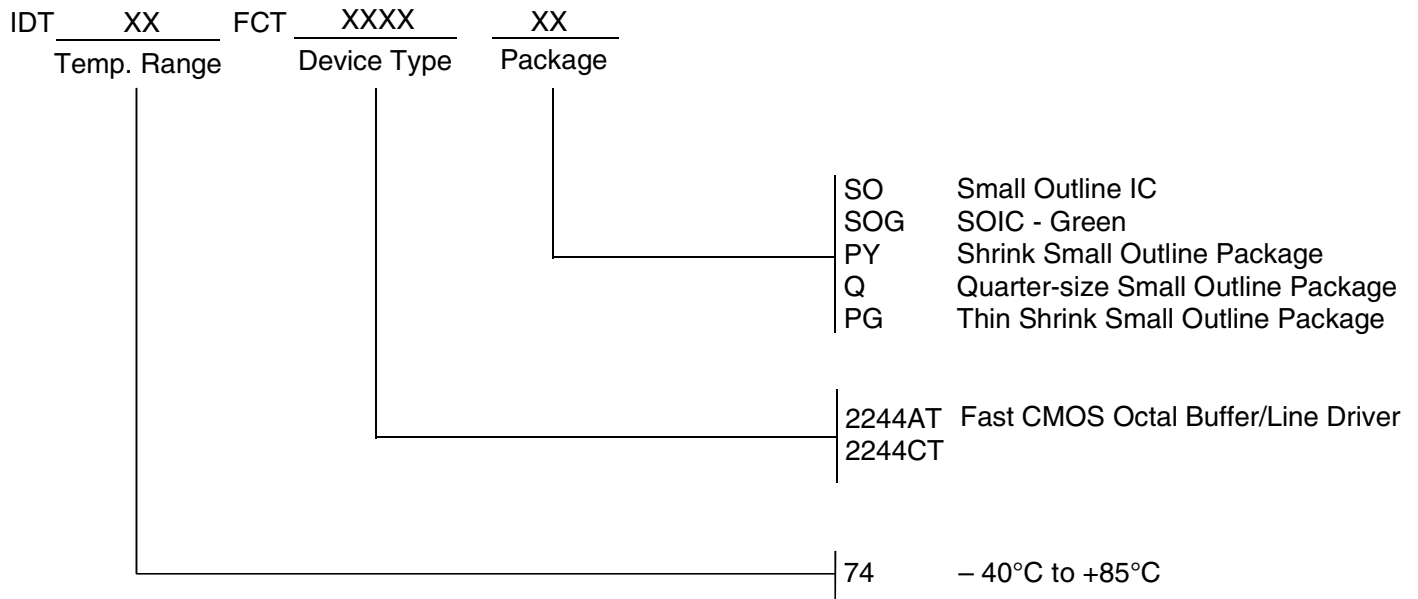 IDT XX FCT XXXX XX
Temp. Range Device Type Package
SO Small Outline IC
SOG SOIC - Green
PY Shrink Small Outline Package
Q Quarter-size Small Outline Package
PG Thin Shrink Small Outline Package
2244AT Fast CMOS Octal Buffer/Line Driver
2244CT
74 – 40°C to +85°C